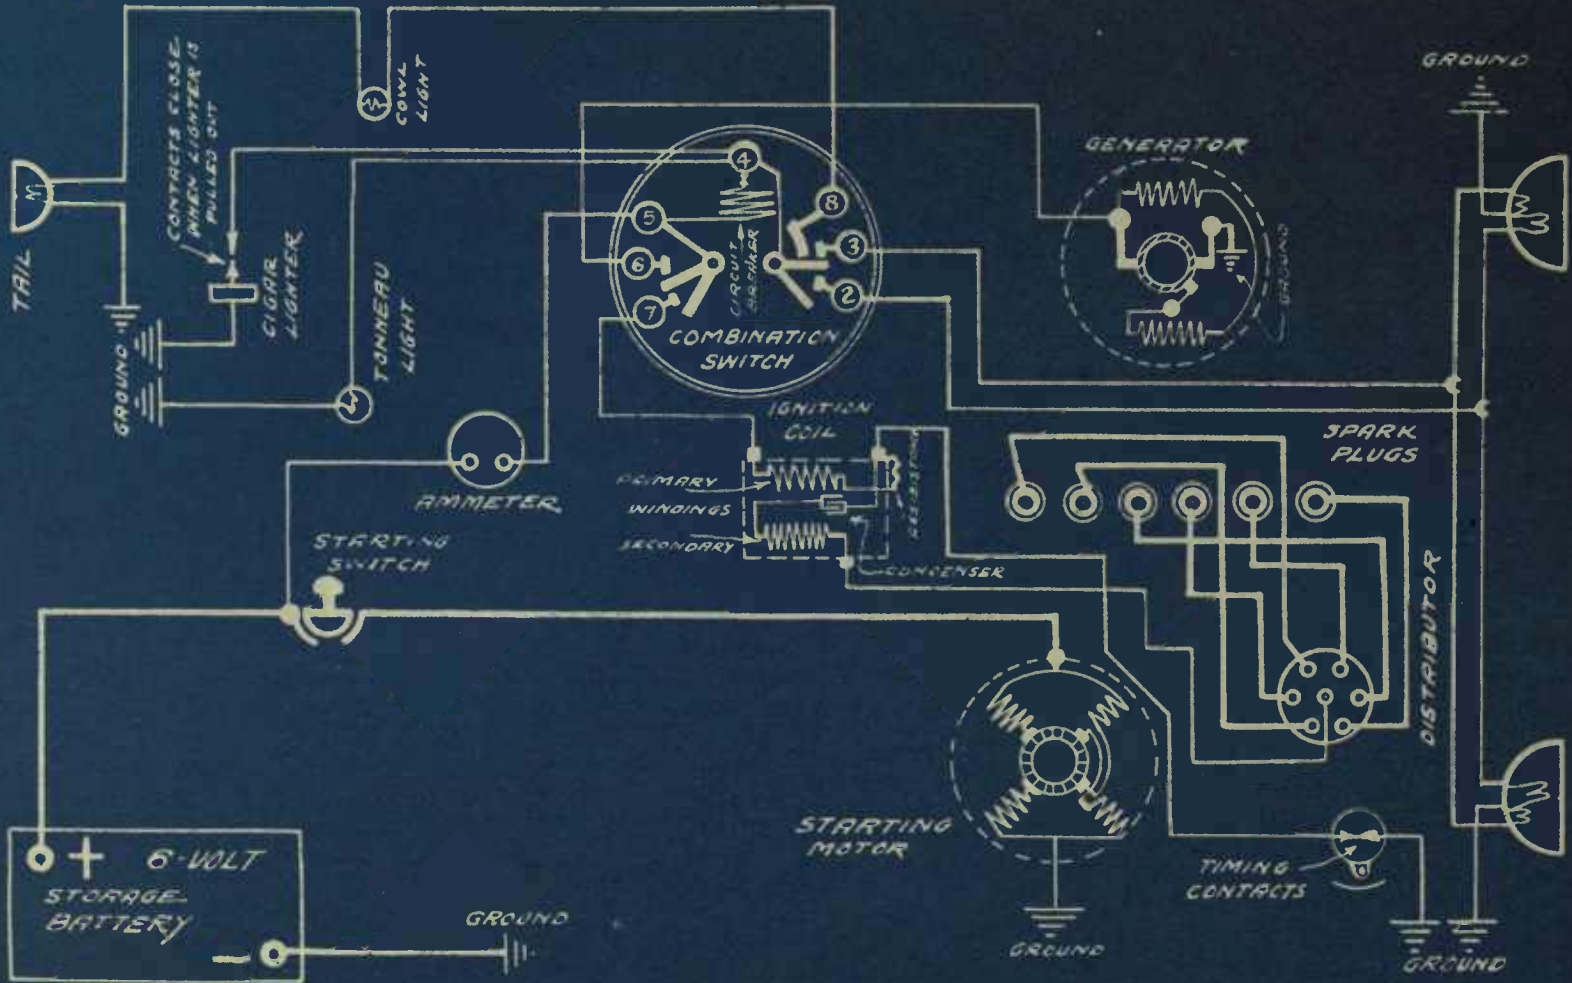 GROUND
CONTACTS CLOSE
WHEN LIGHTER IS
PULLED OUT
COWL
LIGHT
GENERATOR
TAIL
CIGAR
LIGHTER
TONNEAU
LIGHT
GROUND
4
5
6
7
8
3
2
CIRCUIT
BREAKER
COMBINATION
SWITCH
GROUND
IGNITION
COIL
PRIMARY
WINDINGS
SECONDARY
RESISTANCE
CONDENSER
SPARK
PLUGS
AMMETER
STARTING
SWITCH
DISTRIBUTOR
STARTING
MOTOR
TIMING
CONTACTS
+ 6-VOLT
STORAGE
BATTERY
-
GROUND
GROUND
GROUND